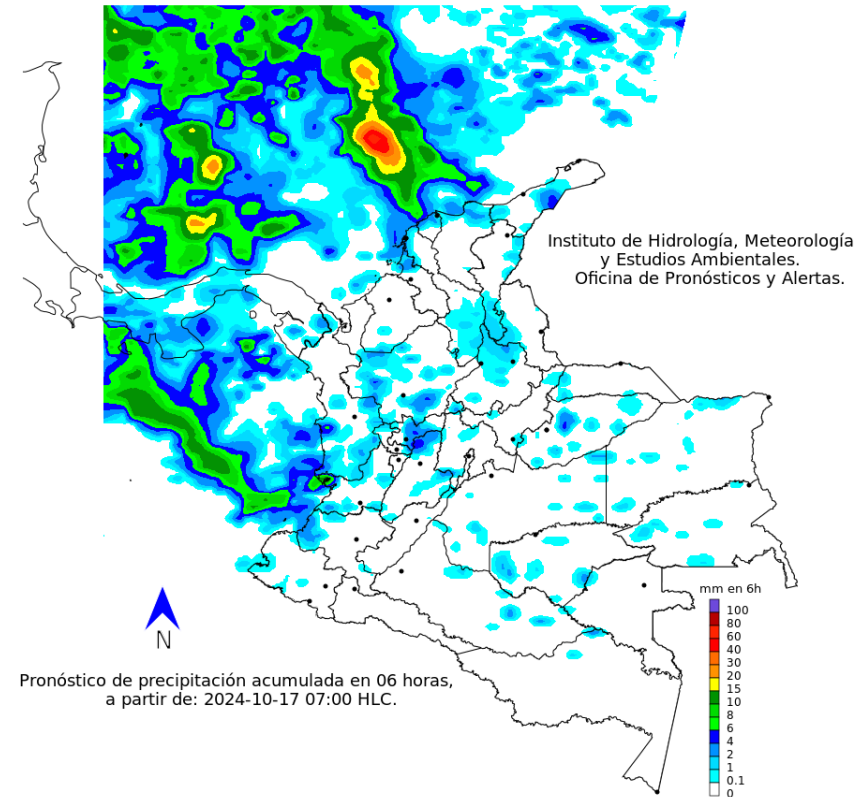 Instituto de Hidrología, Meteorología
y Estudios Ambientales.
Oficina de Pronósticos y Alertas.
mm en 6h
100
80
60
40
30
20
15
10
8
6
4
2
1
0.1
0
N
Pronóstico de precipitación acumulada en 06 horas,
a partir de: 2024-10-17 07:00 HLC.